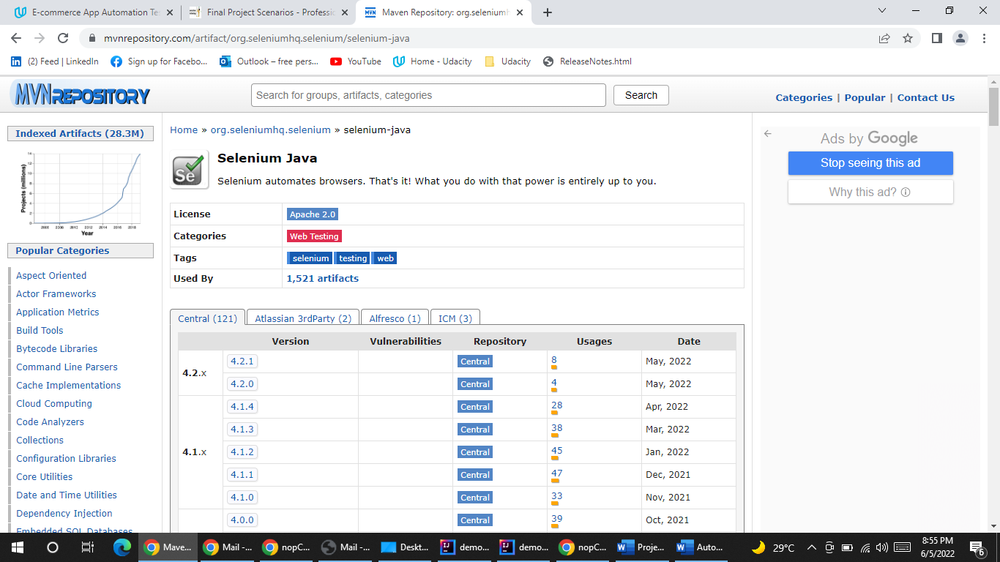 E-commerce App Automation Te
Final Project Scenarios - Professio
Maven Repository: org.seleniumh
mvnrepository.com/artifact/org.seleniumhq.selenium/selenium-java
(2) Feed | LinkedIn
Sign up for Facebo...
Outlook – free pers...
YouTube
Home - Udacity
Udacity
ReleaseNotes.html
MVNREPOSITORY
Search for groups, artifacts, categories
Search
Categories | Popular | Contact Us
Indexed Artifacts (28.3M)
Projects (millions)
Year
Popular Categories
Aspect Oriented
Actor Frameworks
Application Metrics
Build Tools
Bytecode Libraries
Command Line Parsers
Cache Implementations
Cloud Computing
Code Analyzers
Collections
Configuration Libraries
Core Utilities
Date and Time Utilities
Dependency Injection
Embedded SQL Databases
Home » org.seleniumhq.selenium » selenium-java
Se
Selenium Java
Selenium automates browsers. That's it! What you do with that power is entirely up to you.
License Apache 2.0
Categories Web Testing
Tags selenium testing web
Used By 1,521 artifacts
Central (121) Atlassian 3rdParty (2) Alfresco (1) ICM (3)
Version Vulnerabilities Repository Usages Date
4.2.x
4.2.1 Central 8 May, 2022
4.2.0 Central 4 May, 2022
4.1.x
4.1.4 Central 28 Apr, 2022
4.1.3 Central 38 Mar, 2022
4.1.2 Central 45 Jan, 2022
4.1.1 Central 47 Dec, 2021
4.1.0 Central 33 Nov, 2021
4.0.0 Central 39 Oct, 2021
Ads by Google
Stop seeing this ad
Why this ad?
Mave...
Mail -...
nopC...
Mail -...
Deskt...
demo...
demo...
nopC...
Proje...
Auto...
29°C
8:55 PM
6/5/2022
6